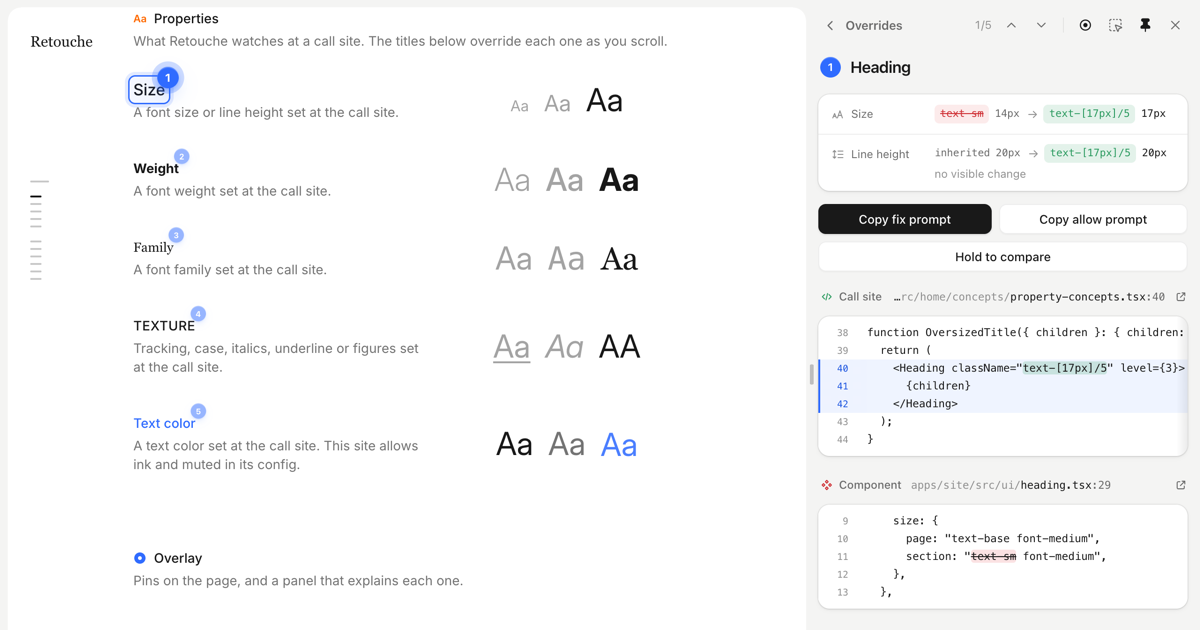 Aa Properties
Retouche
What Retouche watches at a call site. The titles below override each one as you scroll.
Size 1
A font size or line height set at the call site.
Aa Aa Aa
Weight 2
A font weight set at the call site.
Aa Aa Aa
Family 3
A font family set at the call site.
Aa Aa Aa
TEXTURE 4
Tracking, case, italics, underline or figures set
at the call site.
Aa Aa AA
Text color 5
A text color set at the call site. This site allows
ink and muted in its config.
Aa Aa Aa
Overlay
Pins on the page, and a panel that explains each one.
Overrides 1/5
1 Heading
AA Size text-sm 14px → text-[17px]/5 17px
Line height inherited 20px → text-[17px]/5 20px
no visible change
Copy fix prompt Copy allow prompt
Hold to compare
</> Call site …rc/home/concepts/property-concepts.tsx:40
38 function OversizedTitle({ children }: { children:
39 return (
40 <Heading className="text-[17px]/5" level={3}>
41 {children}
42 </Heading>
43 );
44 }
Component apps/site/src/ui/heading.tsx:29
9 size: {
10 page: "text-base font-medium",
11 section: "text-sm font-medium",
12 },
13 },